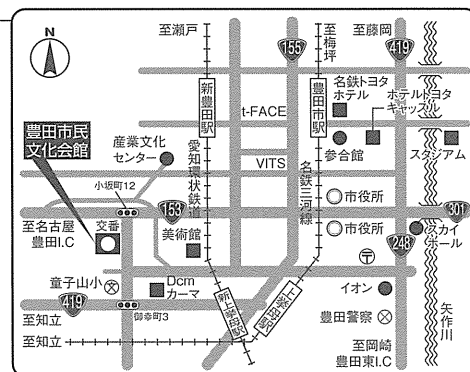 N
至瀬戸
155
至梅坪
至藤岡
419
新豊田駅
豊田市駅
名鉄トヨタ
ホテル
ホテルトヨタ
キャッスル
t-FACE
豊田市民
文化会館
産業文化
センター
愛知環状鉄道
VITS
名鉄三河線
参合館
スタジアム
小坂町12
市役所
至名古屋
豊田I.C
153
301
交番
美術館
市役所
スカイ
ホール
248
〒
童子山小
文
Dcm
カーマ
イオン
419
御幸町3
新上挙母駅
上挙母駅
豊田警察
矢作川
至知立
至知立
至岡崎
豊田東I.C